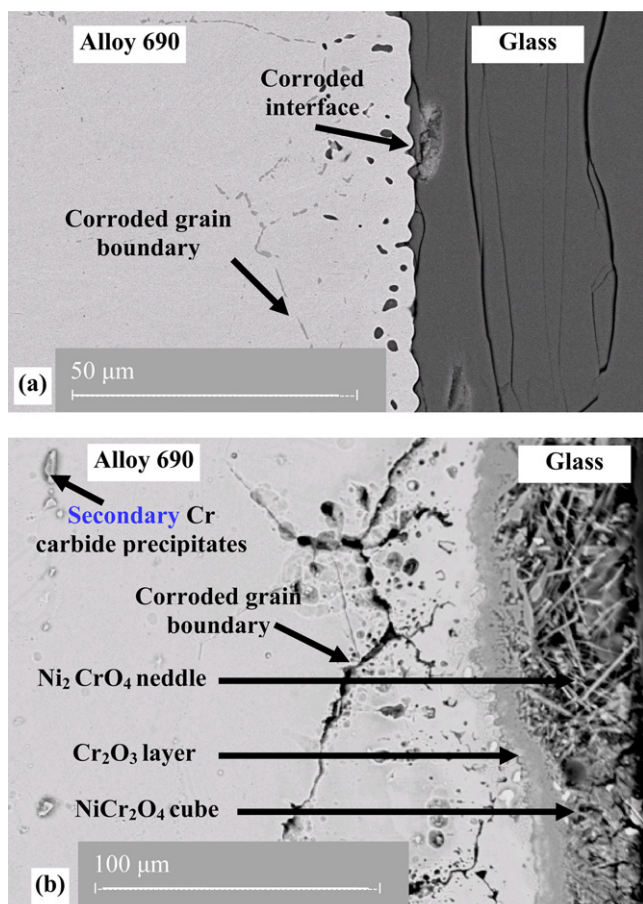 Alloy 690
Glass
Corroded
interface
Corroded grain
boundary
50 μm
(a)
Alloy 690
Glass
Secondary Cr
carbide precipitates
Corroded grain
boundary
Ni₂ CrO₄ neddle
Cr₂O₃ layer
NiCr₂O₄ cube
100 μm
(b)